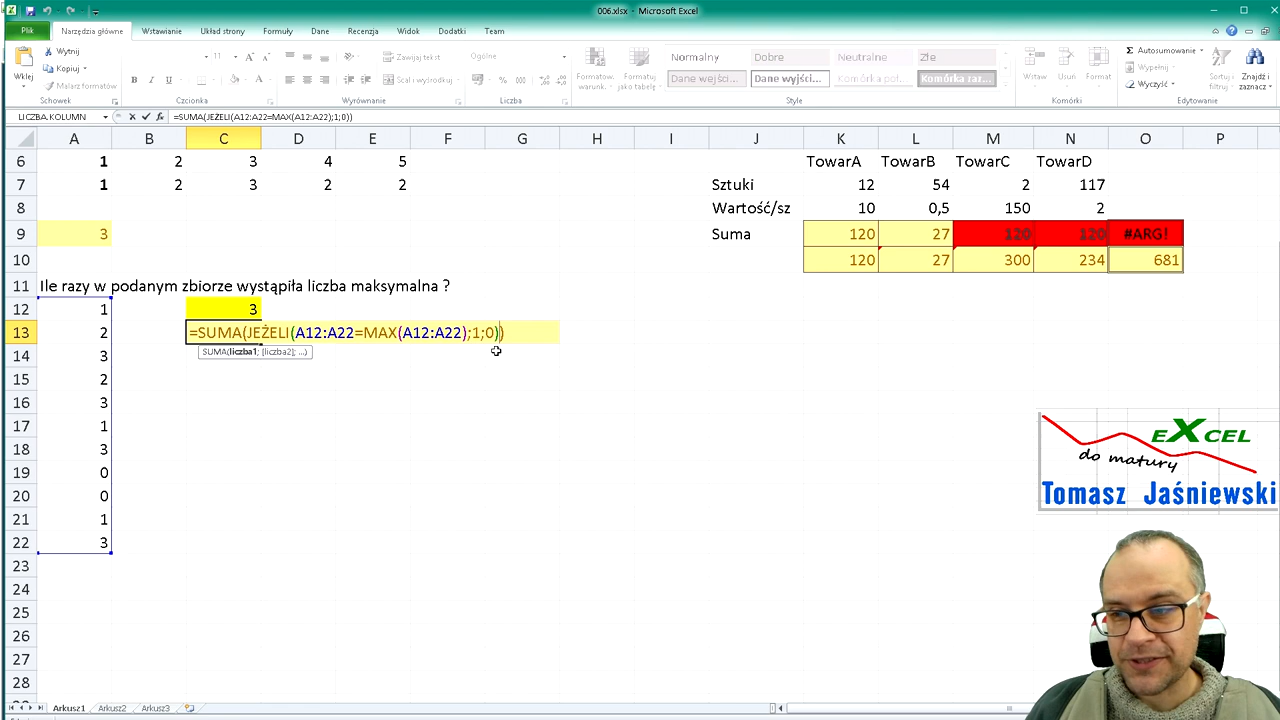 006.xlsx - Microsoft Excel
Plik Narzędzia główne Wstawianie Układ strony Formuły Dane Recenzja Widok Dodatki Team
Wklej Wytnij Kopiuj Malarz formatów
Ogólne Zawijaj tekst Scal i wyśrodkuj
Formatow. warunk. Formatuj jako tabelę
Normalny Dobre Neutralne Złe
Dane wejści... Dane wyjści... Komórka poł... Komórka zaz...
Wstaw Usuń Format
Autosumowanie Wypełnij Wyczyść
Sortuj i filtruj Znajdź i zaznacz
Schowek Czcionka Wyrównanie Liczba Style Komórki Edytowanie
LICZBA.KOLUMN =SUMA(JEŻELI(A12:A22=MAX(A12:A22);1;0))
A B C D E F G H I J K L M N O P
6 1 2 3 4 5 TowarA TowarB TowarC TowarD
7 1 2 3 2 2 Sztuki 12 54 2 117
8 Wartość/sz 10 0,5 150 2
9 3 Suma 120 27 120 120 #ARG!
10 120 27 300 234 681
11 Ile razy w podanym zbiorze wystąpiła liczba maksymalna ?
12 1 3
13 2 =SUMA(JEŻELI(A12:A22=MAX(A12:A22);1;0))
SUMA(liczba1; [liczba2]; ...)
14 3
15 2
16 3
17 1
18 3
19 0
20 0
21 1
22 3
23
24
25
26
27
28
EXCEL
do matury
Tomasz Jaśniewski
Arkusz1 Arkusz2 Arkusz3